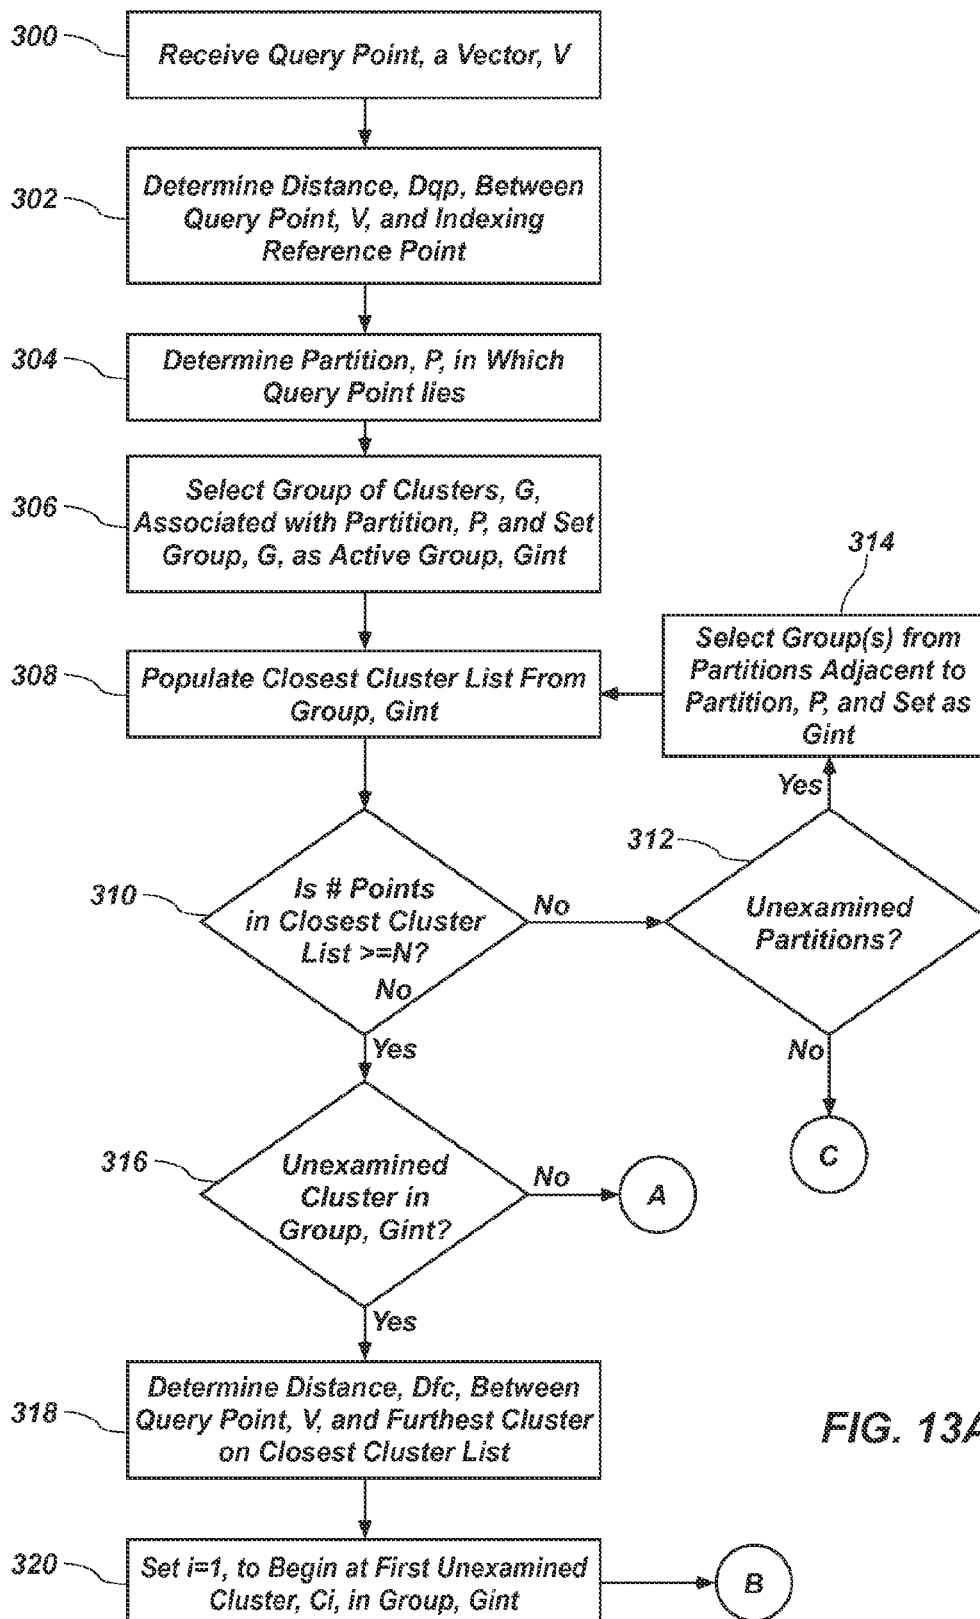 300
Receive Query Point, a Vector, V
302
Determine Distance, Dqp, Between
Query Point, V, and Indexing
Reference Point
304
Determine Partition, P, in Which
Query Point lies
306
Select Group of Clusters, G,
Associated with Partition, P, and Set
Group, G, as Active Group, Gint
314
Select Group(s) from
Partitions Adjacent to
Partition, P, and Set as
Gint
308
Populate Closest Cluster List From
Group, Gint
Yes
312
310
Is # Points
in Closest Cluster
List >=N?
No
No
Unexamined
Partitions?
Yes
No
C
316
Unexamined
Cluster in
Group, Gint?
No
A
Yes
318
Determine Distance, Dfc, Between
Query Point, V, and Furthest Cluster
on Closest Cluster List
FIG. 13A
320
Set i=1, to Begin at First Unexamined
Cluster, Ci, in Group, Gint
B